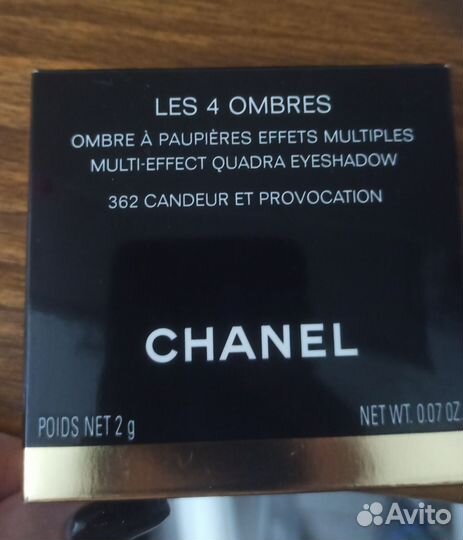 LES 4 OMBRES
OMBRE À PAUPIÈRES EFFETS MULTIPLES
MULTI-EFFECT QUADRA EYESHADOW
362 CANDEUR ET PROVOCATION
CHANEL
POIDS NET 2 g
NET WT. 0.07 OZ
Avito